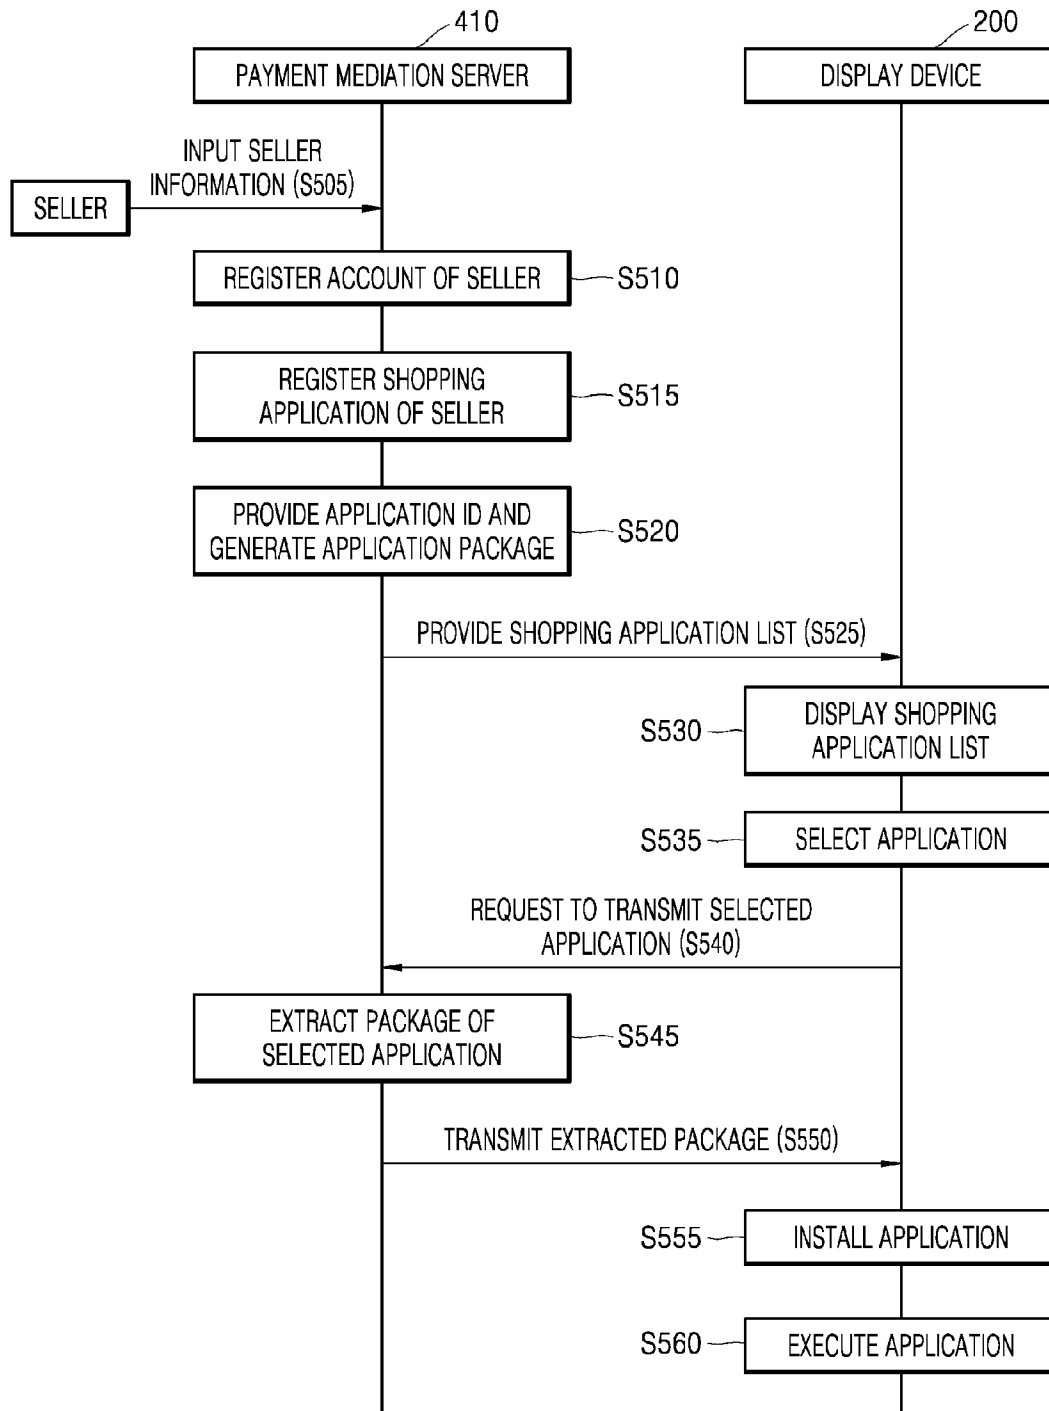 410
200
PAYMENT MEDIATION SERVER
DISPLAY DEVICE
INPUT SELLER
INFORMATION (S505)
SELLER
REGISTER ACCOUNT OF SELLER
S510
REGISTER SHOPPING
APPLICATION OF SELLER
S515
PROVIDE APPLICATION ID AND
GENERATE APPLICATION PACKAGE
S520
PROVIDE SHOPPING APPLICATION LIST (S525)
S530
DISPLAY SHOPPING
APPLICATION LIST
S535
SELECT APPLICATION
REQUEST TO TRANSMIT SELECTED
APPLICATION (S540)
EXTRACT PACKAGE OF
SELECTED APPLICATION
S545
TRANSMIT EXTRACTED PACKAGE (S550)
S555
INSTALL APPLICATION
S560
EXECUTE APPLICATION